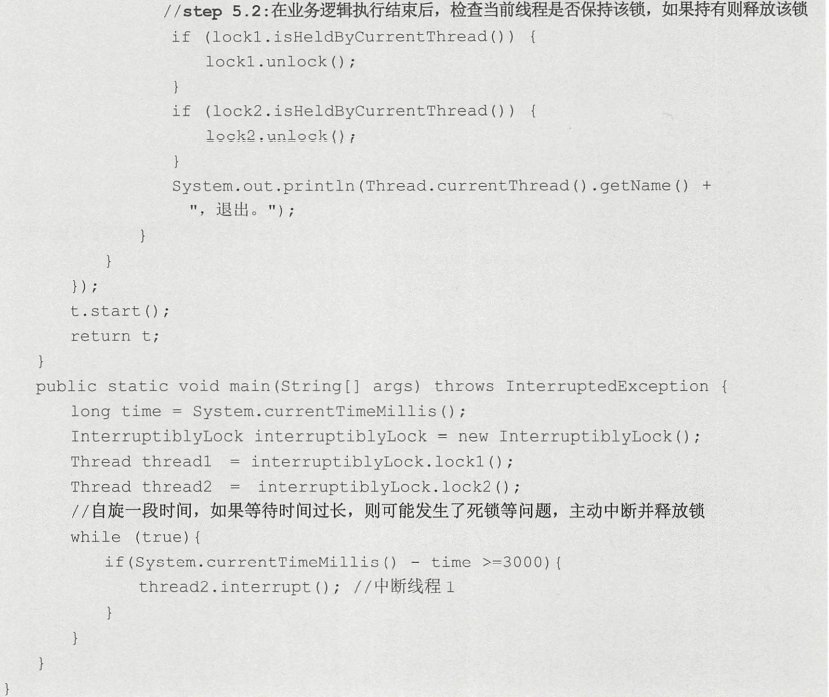 //step 5.2:在业务逻辑执行结束后，检查当前线程是否保持该锁，如果持有则释放该锁
if (lock1.isHeldByCurrentThread()) {
lock1.unlock();
}
if (lock2.isHeldByCurrentThread()) {
lock2.unlock();
}
System.out.println(Thread.currentThread().getName() +
"，退出。");
}
}
});
t.start();
return t;
}
public static void main(String[] args) throws InterruptedException {
long time = System.currentTimeMillis();
InterruptiblyLock interruptiblyLock = new InterruptiblyLock();
Thread thread1 = interruptiblyLock.lock1();
Thread thread2 = interruptiblyLock.lock2();
//自旋一段时间，如果等待时间过长，则可能发生了死锁等问题，主动中断并释放锁
while (true){
if(System.currentTimeMillis() - time >=3000){
thread2.interrupt(); //中断线程 1
}
}
}
}